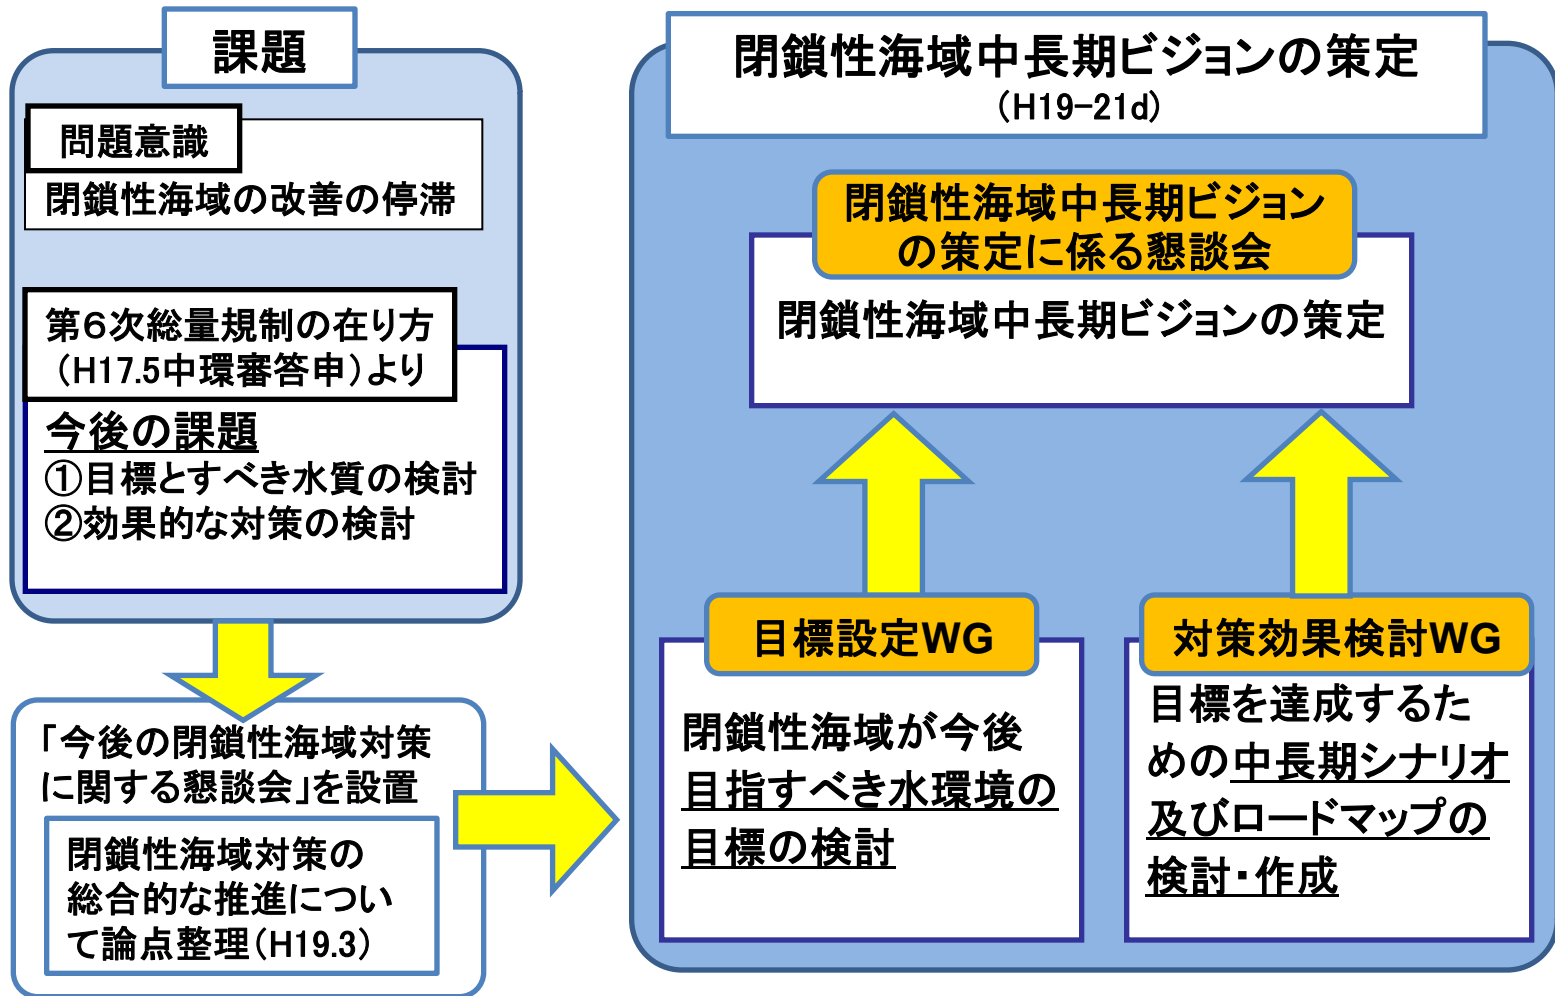 課題
問題意識
閉鎖性海域の改善の停滞
第6次総量規制の在り方
(H17.5中環審答申)より
今後の課題
①目標とすべき水質の検討
②効果的な対策の検討
「今後の閉鎖性海域対策
に関する懇談会」を設置
閉鎖性海域対策の
総合的な推進につい
て論点整理(H19.3)
閉鎖性海域中長期ビジョンの策定
(H19-21d)
閉鎖性海域中長期ビジョン
の策定に係る懇談会
閉鎖性海域中長期ビジョンの策定
目標設定WG
閉鎖性海域が今後
目指すべき水環境の
目標の検討
対策効果検討WG
目標を達成するた
めの中長期シナリオ
及びロードマップの
検討・作成